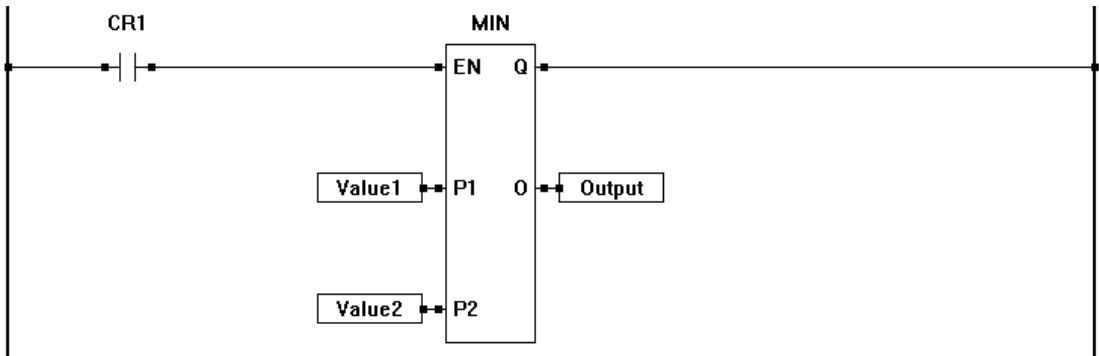 CR1 MIN
EN Q
Value1 P1 O Output
Value2 P2